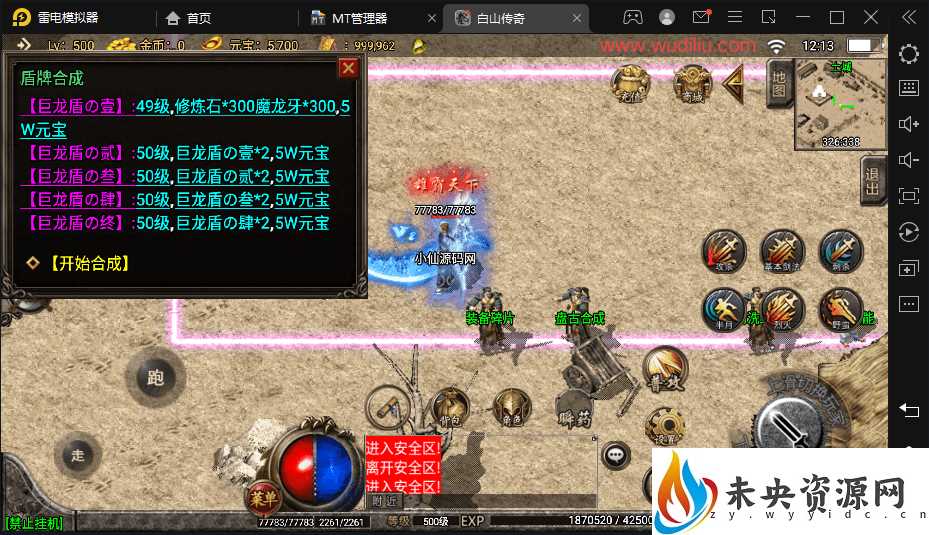 雷电模拟器
首页
MT管理器
白山传奇
Lv: 500
金币: 0
元宝: 5,700
: 999,962
www.wudiliu.com
12:13
盾牌合成
【巨龙盾の壹】:49级,修炼石*300魔龙牙*300,5
W元宝
【巨龙盾の贰】:50级,巨龙盾の壹*2,5W元宝
【巨龙盾の叁】:50级,巨龙盾の贰*2,5W元宝
【巨龙盾の肆】:50级,巨龙盾の叁*2,5W元宝
【巨龙盾の终】:50级,巨龙盾の肆*2,5W元宝
【开始合成】
充值
商城
地图
土城
326:338
退出
雄霸天下
77783/77783
小仙源码网
攻杀
基本剑法
刺杀
装备碎片
盘古合成
半月
洗
烈火
野蛮
能
跑
普攻
背包
角色
瞬药
设置
走
进入安全区!
离开安全区!
进入安全区!
附近
菜单
[禁止挂机]
77783/77783 2261/2261
等级 500级 EXP
1870520 / 42500
未央资源网
zy.wyyidc.cn